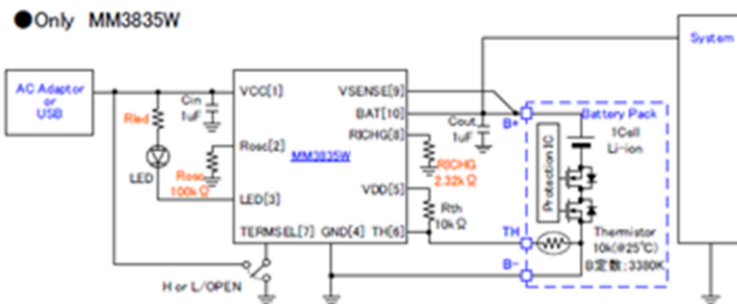 ●Only MM3835W
System
AC Adaptor
or
USB
VCC[1]
VSENSE[9]
BAT[10]
Cin
1uF
Rled
Cout
1uF
B+
Battery Pack
1Cell
Li-ion
Protection IC
RICHG[8]
RICHG
2.32kΩ
Rosc[2]
MM3835W
Rosc
100kΩ
LED
LED[3]
VDD[5]
Rth
10kΩ
TERMSEL[7] GND[4] TH[6]
TH
Thermistor
10k(@25℃)
B定数:3380K
B-
H or L/OPEN